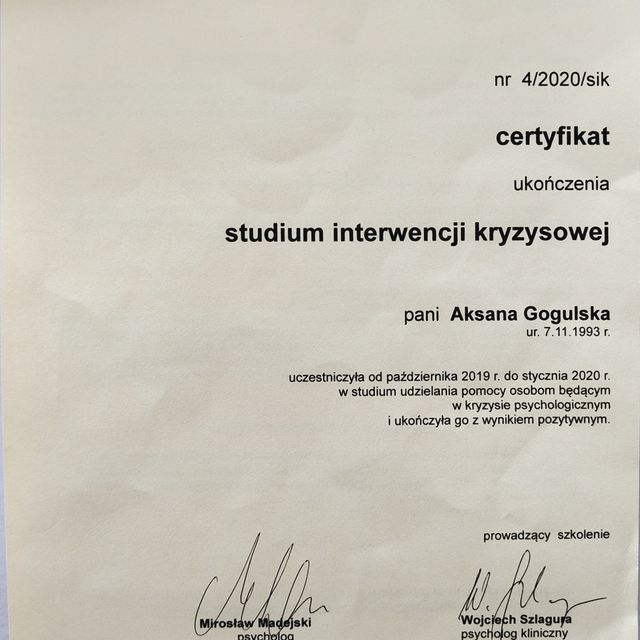 nr 4/2020/sik
certyfikat
ukończenia
studium interwencji kryzysowej
pani Aksana Gogulska
ur. 7.11.1993 r.
uczestniczyła od października 2019 r. do stycznia 2020 r.
w studium udzielania pomocy osobom będącym
w kryzysie psychologicznym
i ukończyła go z wynikiem pozytywnym.
prowadzący szkolenie
Mirosław Madejski
psycholog
Wojciech Szlagura
psycholog kliniczny